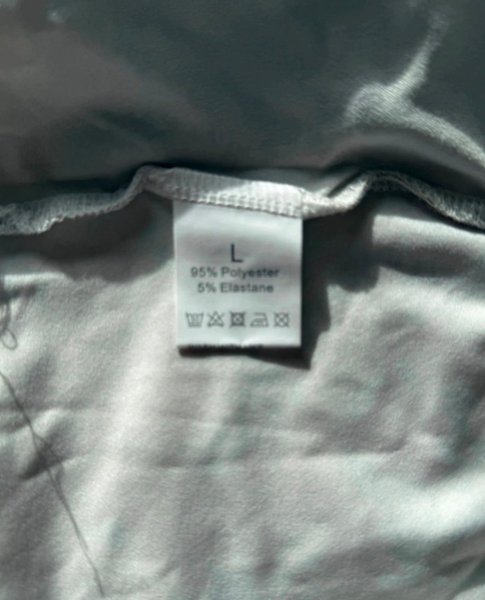 L
95% Polyester
5% Elastane